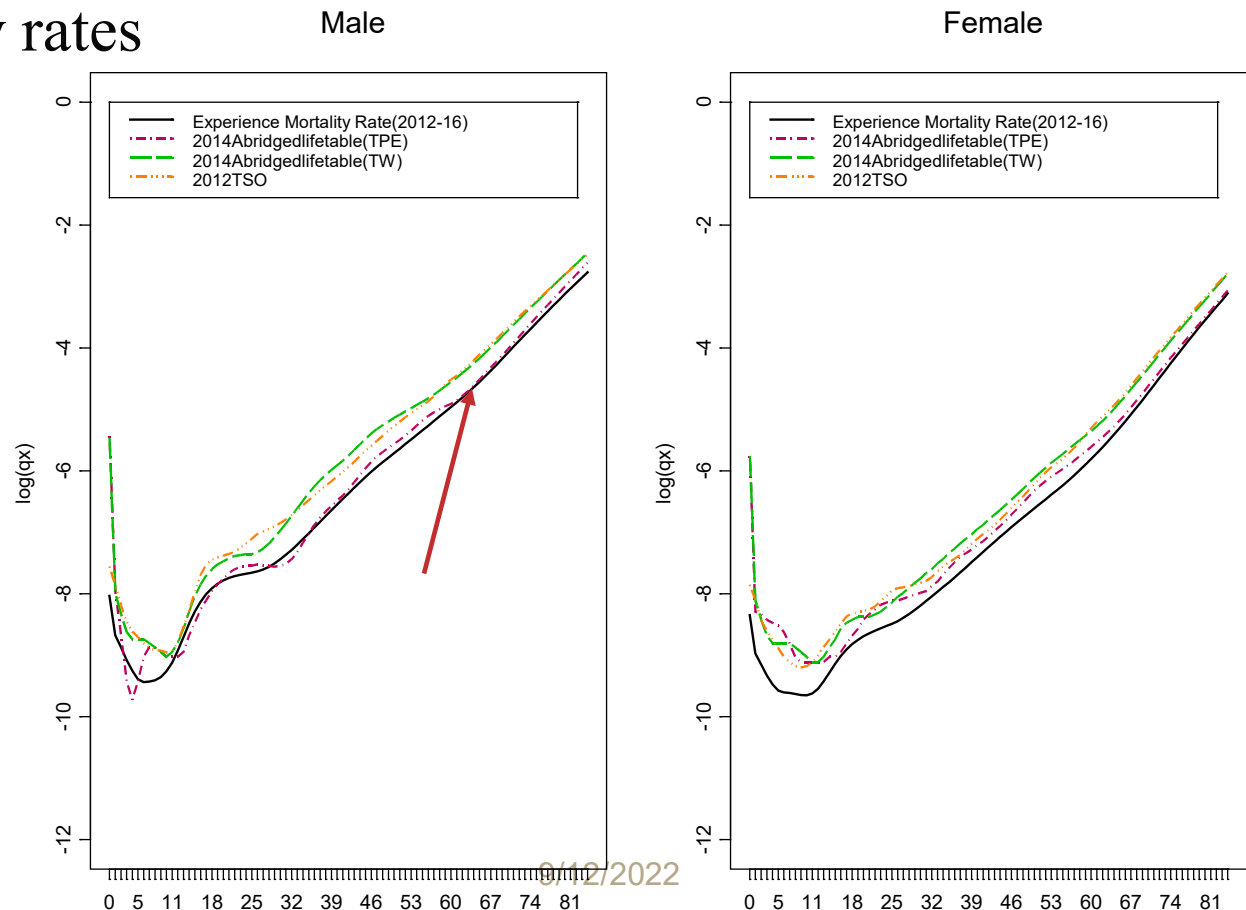 y rates
Male
Female
0
-2
-4
-6
-8
-10
-12
log(qx)
Experience Mortality Rate(2012-16)
2014Abridgedlifetable(TPE)
2014Abridgedlifetable(TW)
2012TSO
0 5 11 18 25 32 39 46 53 60 67 74 81
0
-2
-4
-6
-8
-10
-12
log(qx)
Experience Mortality Rate(2012-16)
2014Abridgedlifetable(TPE)
2014Abridgedlifetable(TW)
2012TSO
0 5 11 18 25 32 39 46 53 60 67 74 81
9/12/2022